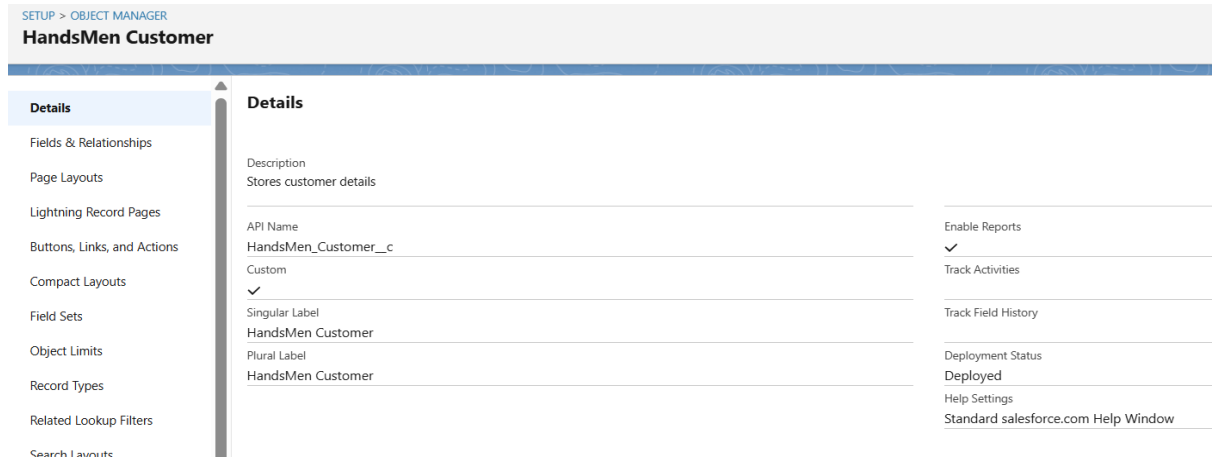 SETUP > OBJECT MANAGER
HandsMen Customer
Details
Fields & Relationships
Page Layouts
Lightning Record Pages
Buttons, Links, and Actions
Compact Layouts
Field Sets
Object Limits
Record Types
Related Lookup Filters
Search Layouts
Details
Description
Stores customer details
API Name
HandsMen_Customer__c
Custom
Singular Label
HandsMen Customer
Plural Label
HandsMen Customer
Enable Reports
Track Activities
Track Field History
Deployment Status
Deployed
Help Settings
Standard salesforce.com Help Window